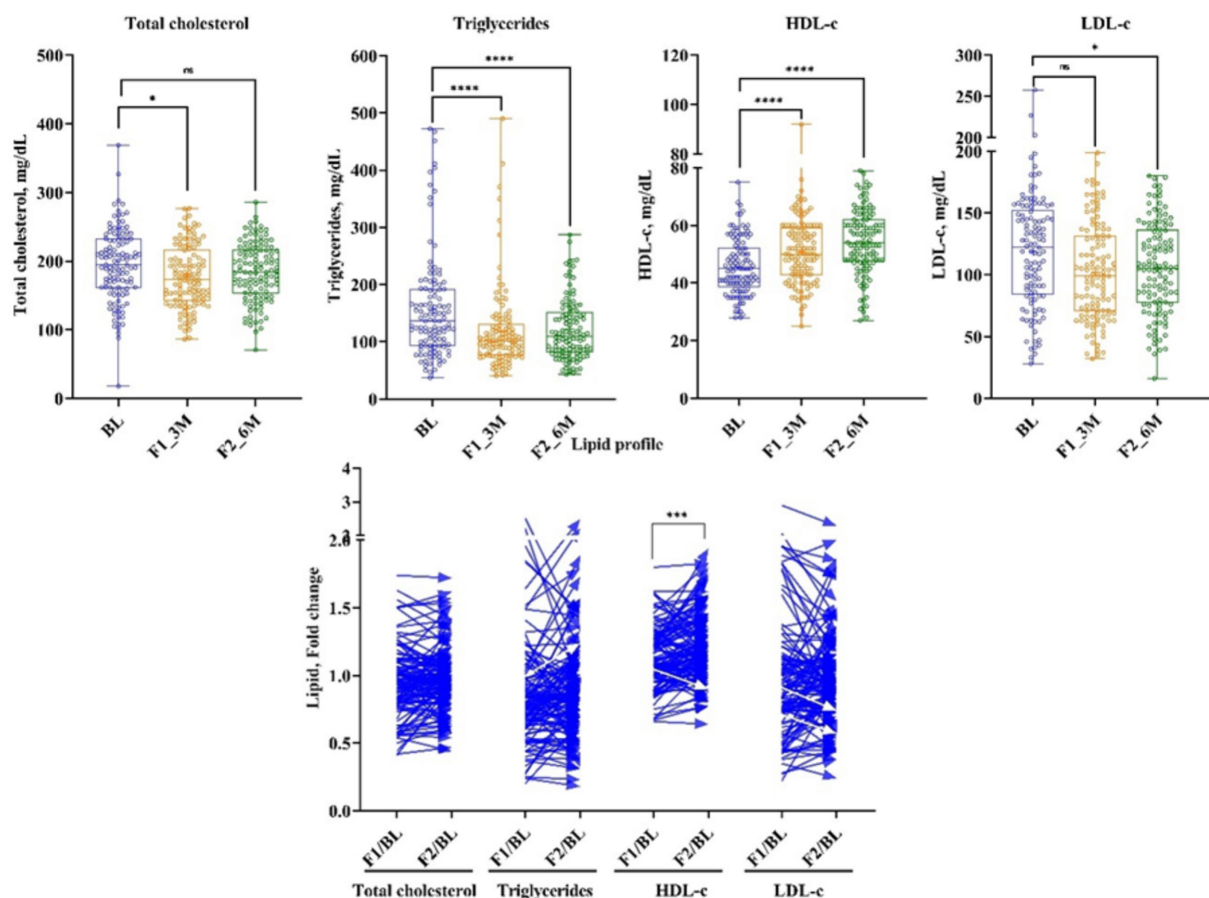 Total cholesterol
Triglycerides
HDL-c
LDL-c
Total cholesterol, mg/dL
500
400
300
200
100
0
ns
*
BL
F1_3M
F2_6M
Triglycerides, mg/dL
600
500
400
300
200
100
0
****
****
BL
F1_3M
F2_6M
HDL-c, mg/dL
120
100
80
80
60
40
20
0
****
****
BL
F1_3M
F2_6M
LDL-c, mg/dL
300
250
200
150
200
150
100
50
0
*
ns
BL
F1_3M
F2_6M
Lipid profile
Lipid, Fold change
4
3
2
2.0
1.5
1.0
0.5
0.0
***
F1/BL
F2/BL
F1/BL
F2/BL
F1/BL
F2/BL
F1/BL
F2/BL
Total cholesterol
Triglycerides
HDL-c
LDL-c